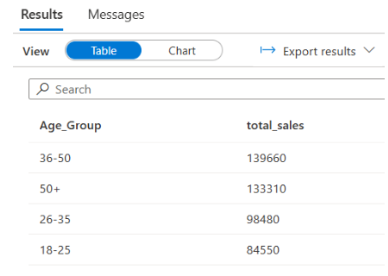 Results Messages
View Table Chart Export results
Search
Age_Group total_sales
36-50 139660
50+ 133310
26-35 98480
18-25 84550